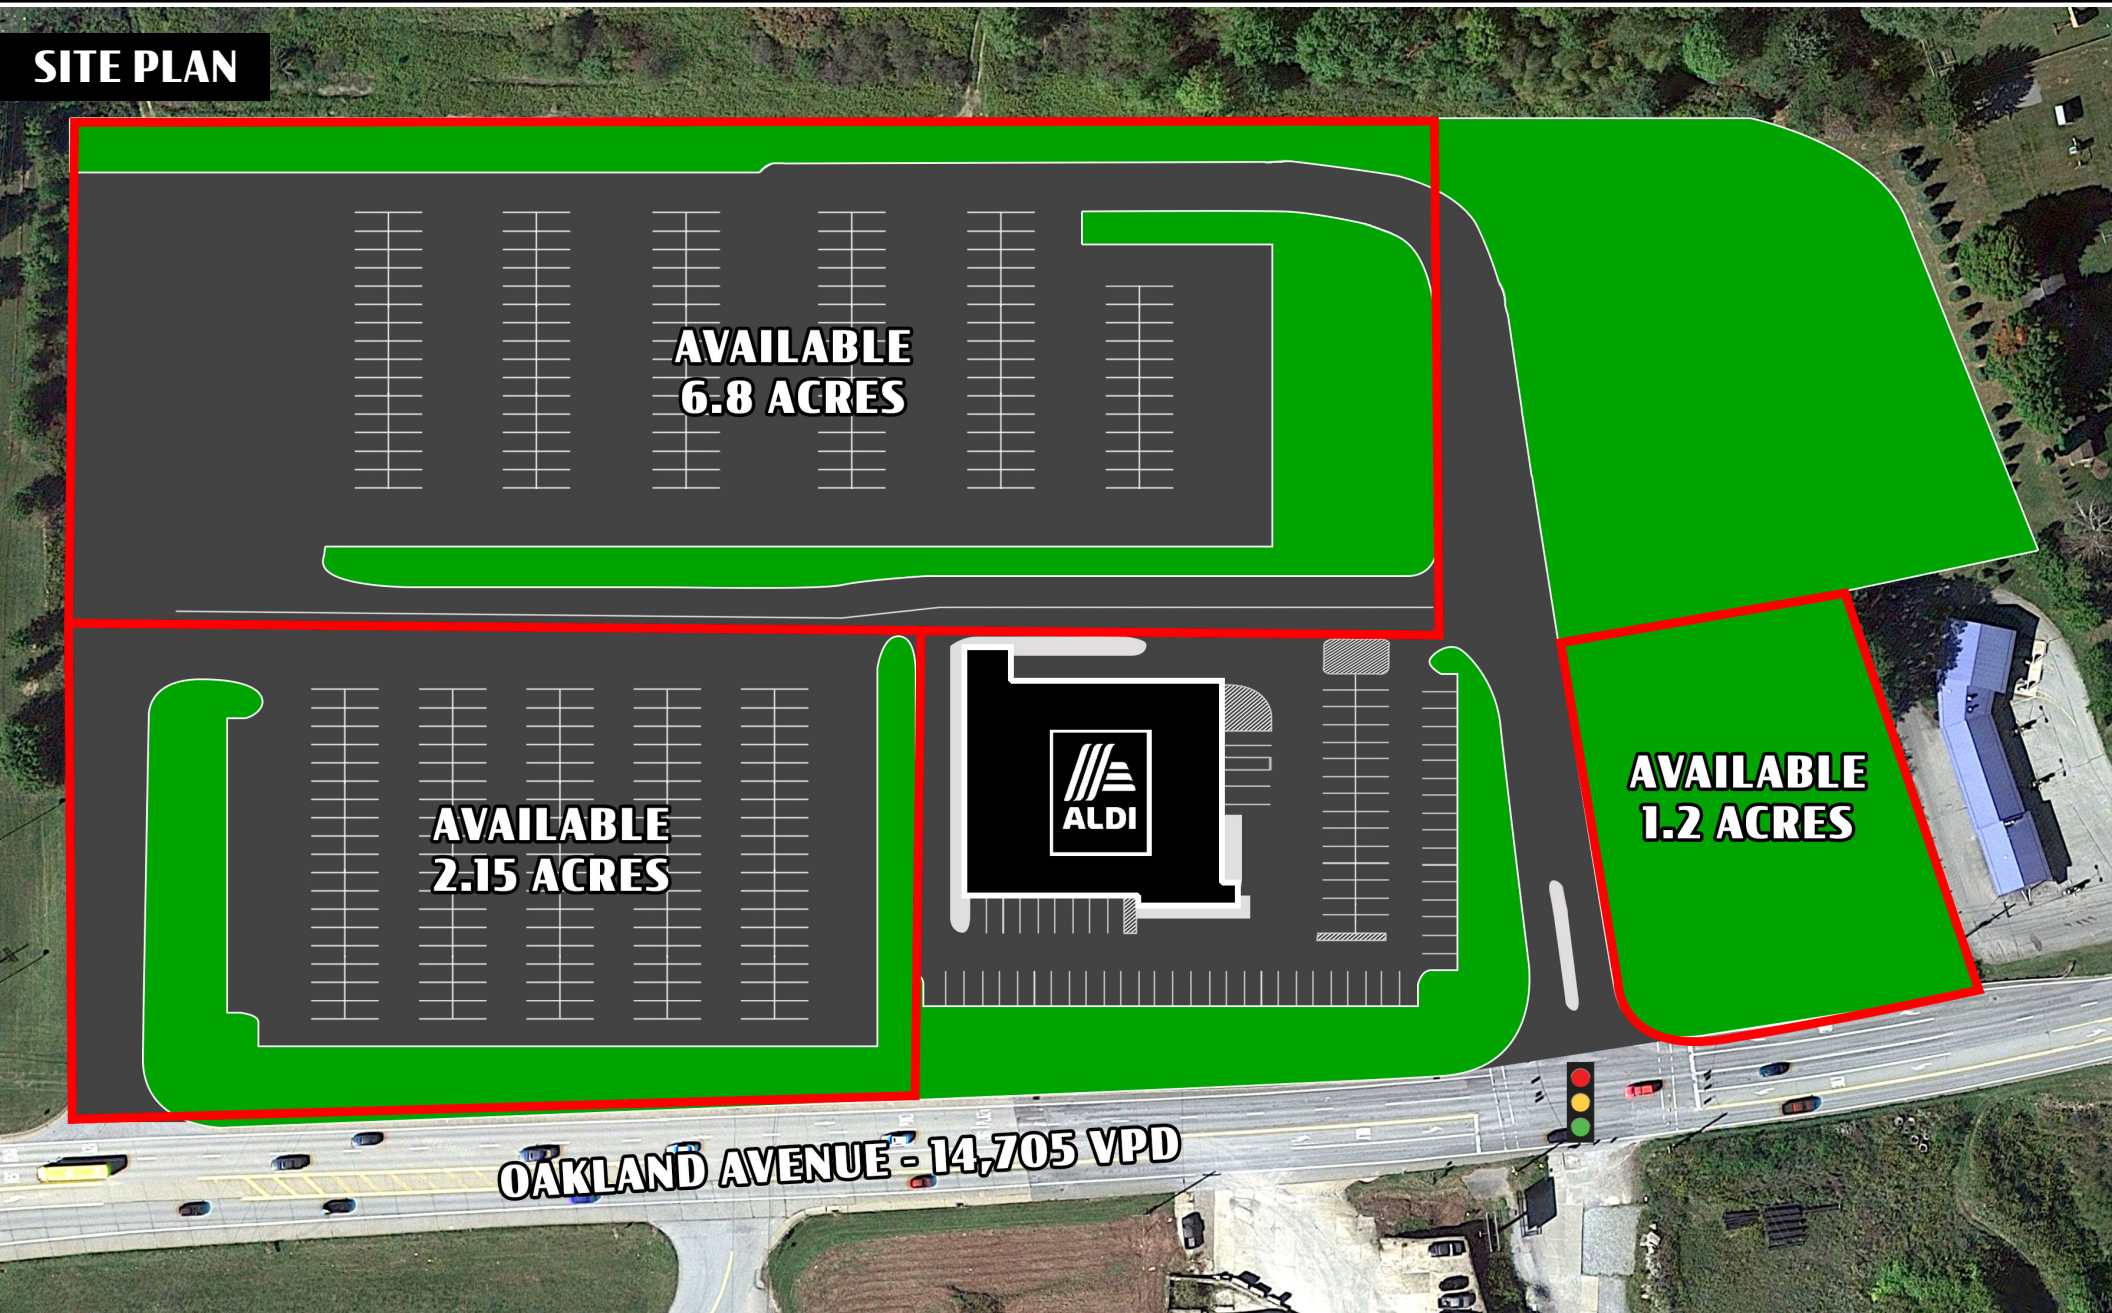 SITE PLAN
AVAILABLE
6.8 ACRES
AVAILABLE
2.15 ACRES
ALDI
AVAILABLE
1.2 ACRES
OAKLAND AVENUE - 14,705 VPD